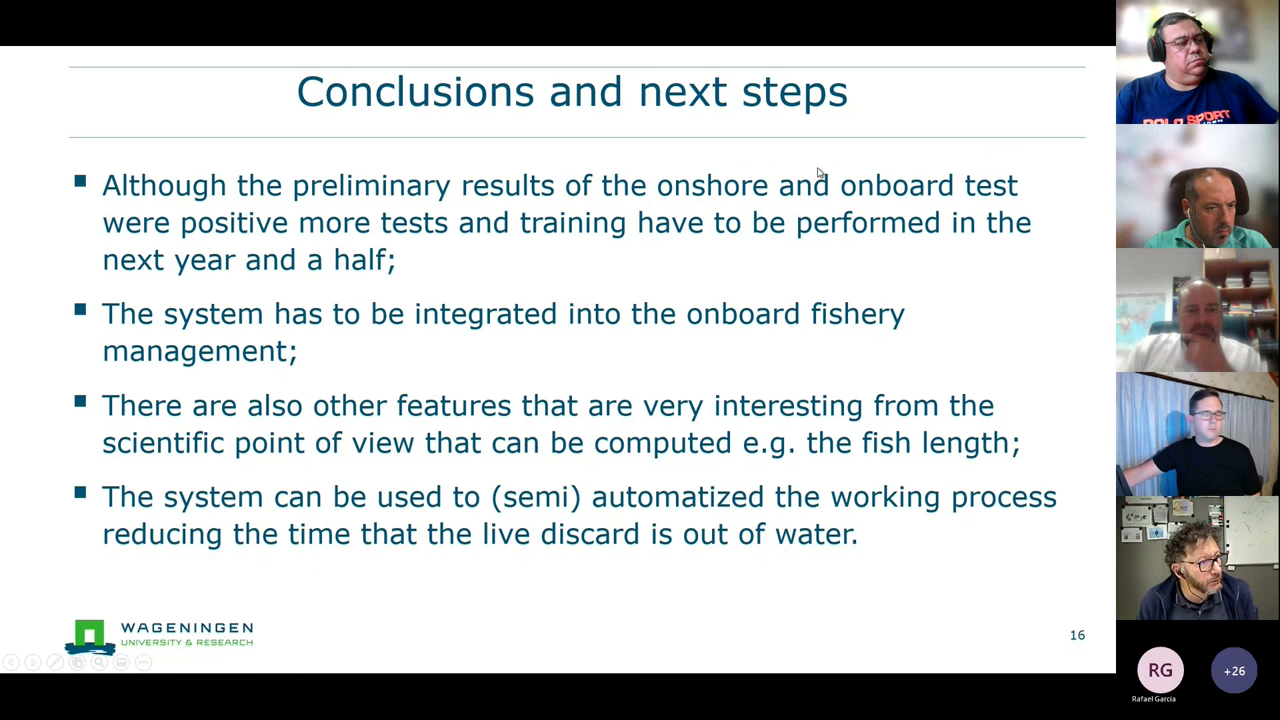 Conclusions and next steps
Although the preliminary results of the onshore and onboard test
were positive more tests and training have to be performed in the
next year and a half;
The system has to be integrated into the onboard fishery
management;
There are also other features that are very interesting from the
scientific point of view that can be computed e.g. the fish length;
The system can be used to (semi) automatized the working process
reducing the time that the live discard is out of water.
WAGENINGEN
UNIVERSITY & RESEARCH
16
POLO SPORT
RG
Rafael Garcia
+26